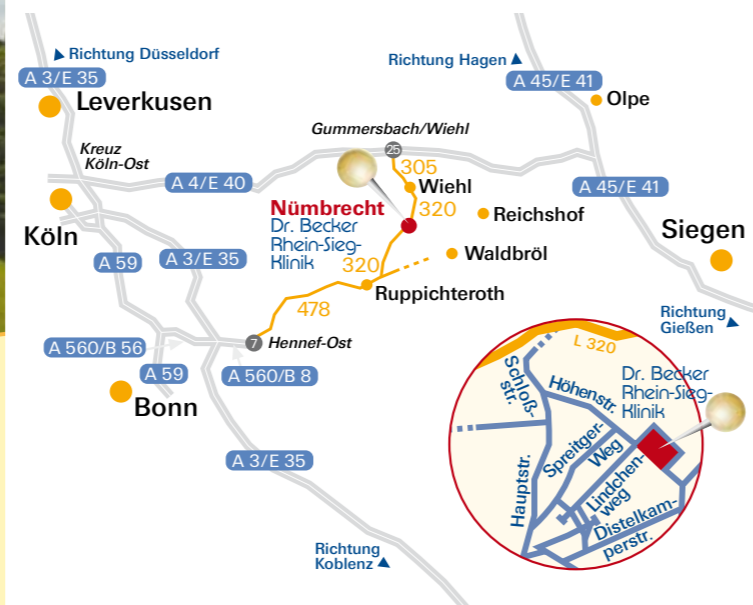 Richtung Düsseldorf
A 3/E 35
Leverkusen
Kreuz
Köln-Ost
A 4/E 40
Köln
A 59
A 3/E 35
A 560/B 56
A 59
A 560/B 8
Bonn
A 3/E 35
Richtung
Koblenz
Richtung Hagen
A 45/E 41
Olpe
Gummersbach/Wiehl
25
305
Wiehl
320
A 45/E 41
Nümbrecht
Dr. Becker
Rhein-Sieg-
Klinik
Reichshof
Siegen
Waldbröl
320
Ruppichteroth
478
7
Hennef-Ost
Richtung
Gießen
L 320
Schloß-
str.
Höhenstr.
Dr. Becker
Rhein-Sieg-
Klinik
Spreitger-
Weg
Hauptstr.
Lindchen-
weg
Distelkam-
perstr.